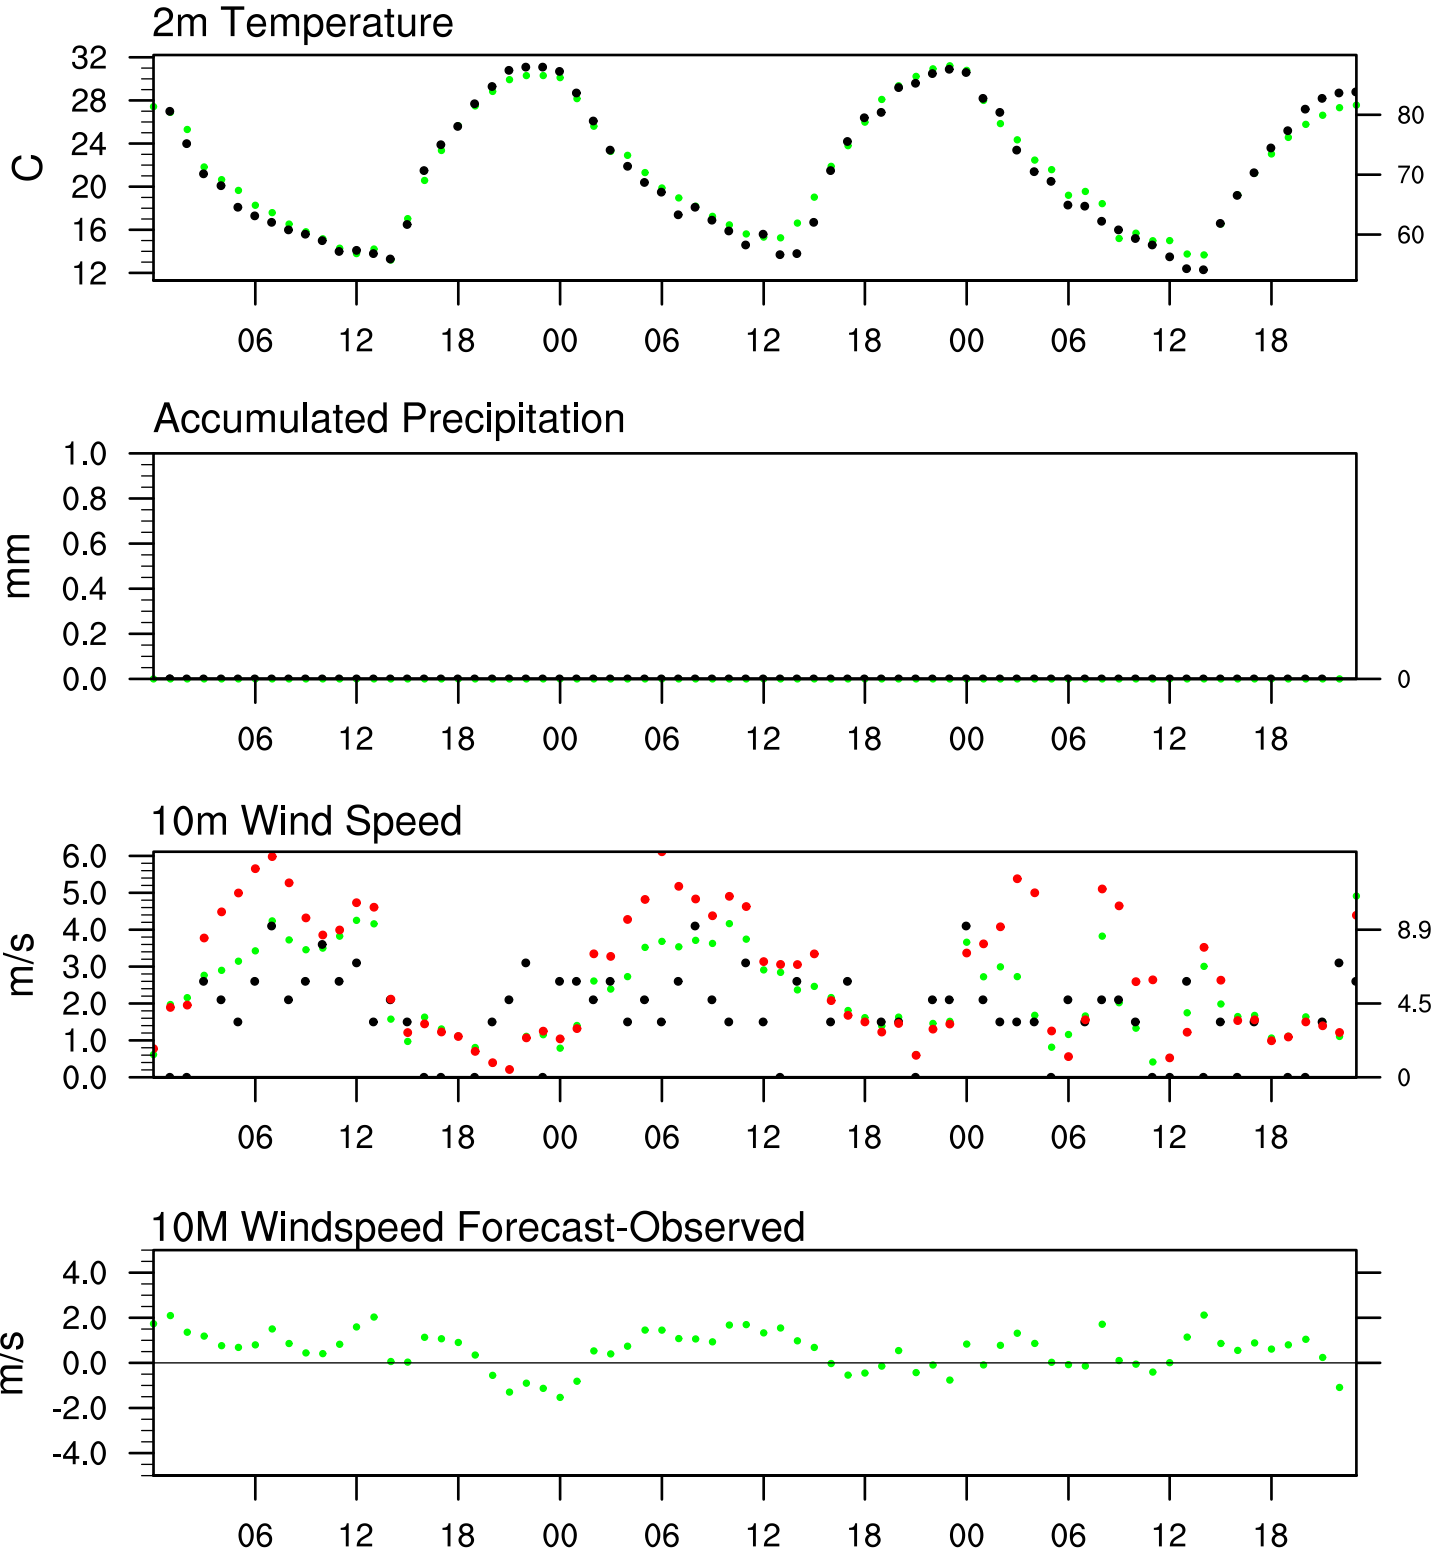 2m Temperature
32
28
24
20
16
12
C
80
70
60
06 12 18 00 06 12 18 00 06 12 18
Accumulated Precipitation
1.0
0.8
0.6
0.4
0.2
0.0
mm
0
06 12 18 00 06 12 18 00 06 12 18
10m Wind Speed
6.0
5.0
4.0
3.0
2.0
1.0
0.0
m/s
8.9
4.5
0
06 12 18 00 06 12 18 00 06 12 18
10M Windspeed Forecast-Observed
4.0
2.0
0.0
-2.0
-4.0
m/s
06 12 18 00 06 12 18 00 06 12 18